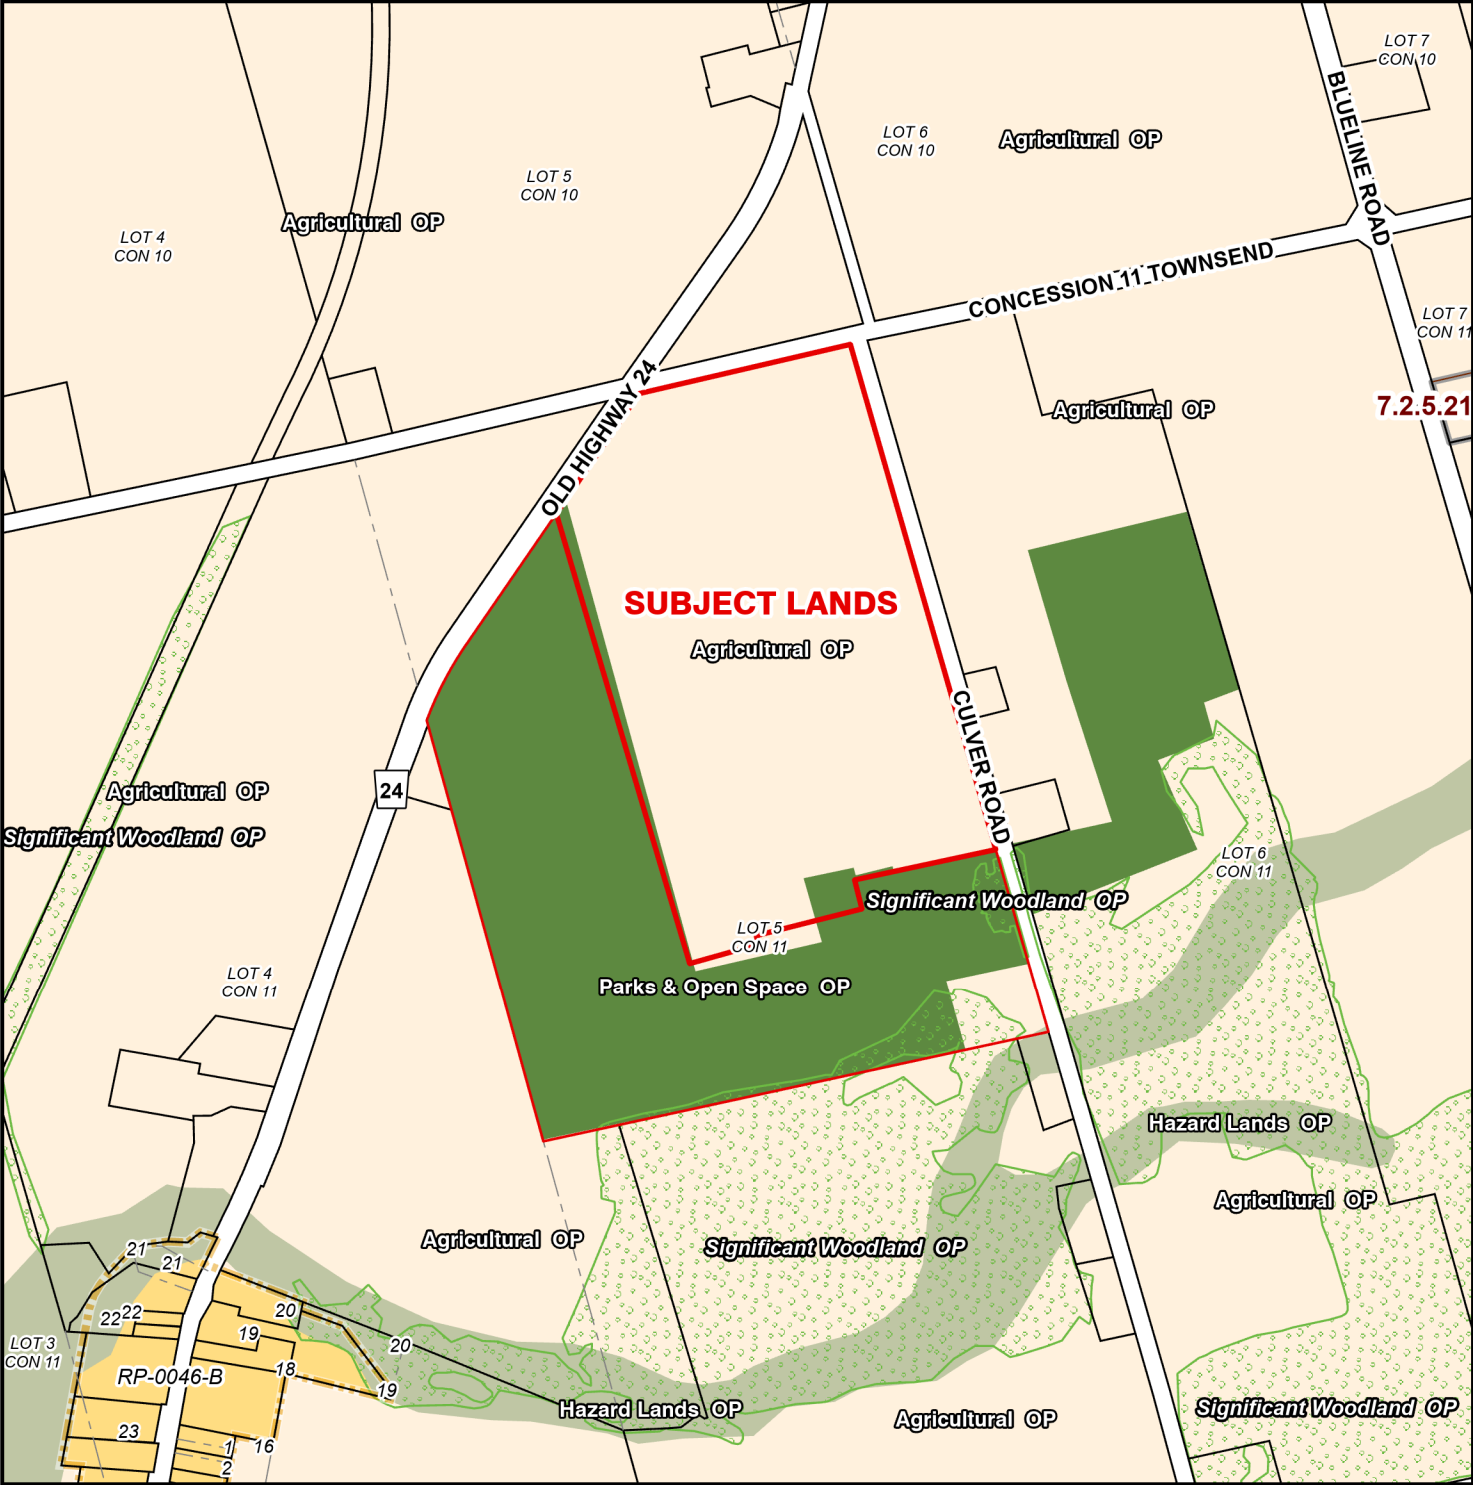 LOT 7
CON 10
BLUELINE ROAD
LOT 6
CON 10
Agricultural OP
LOT 5
CON 10
Agricultural OP
LOT 4
CON 10
CONCESSION 11 TOWNSEND
LOT 7
CON 11
7.2.5.21
Agricultural OP
OLD HIGHWAY 24
SUBJECT LANDS
Agricultural OP
CULVER ROAD
24
Agricultural OP
Significant Woodland OP
LOT 6
CON 11
Significant Woodland OP
LOT 5
CON 11
LOT 4
CON 11
Parks & Open Space OP
Hazard Lands OP
Agricultural OP
Agricultural OP
Significant Woodland OP
21
21
22
22
20
19
20
LOT 3
CON 11
RP-0046-B
18
19
Hazard Lands OP
Agricultural OP
Significant Woodland OP
23
1
16
2